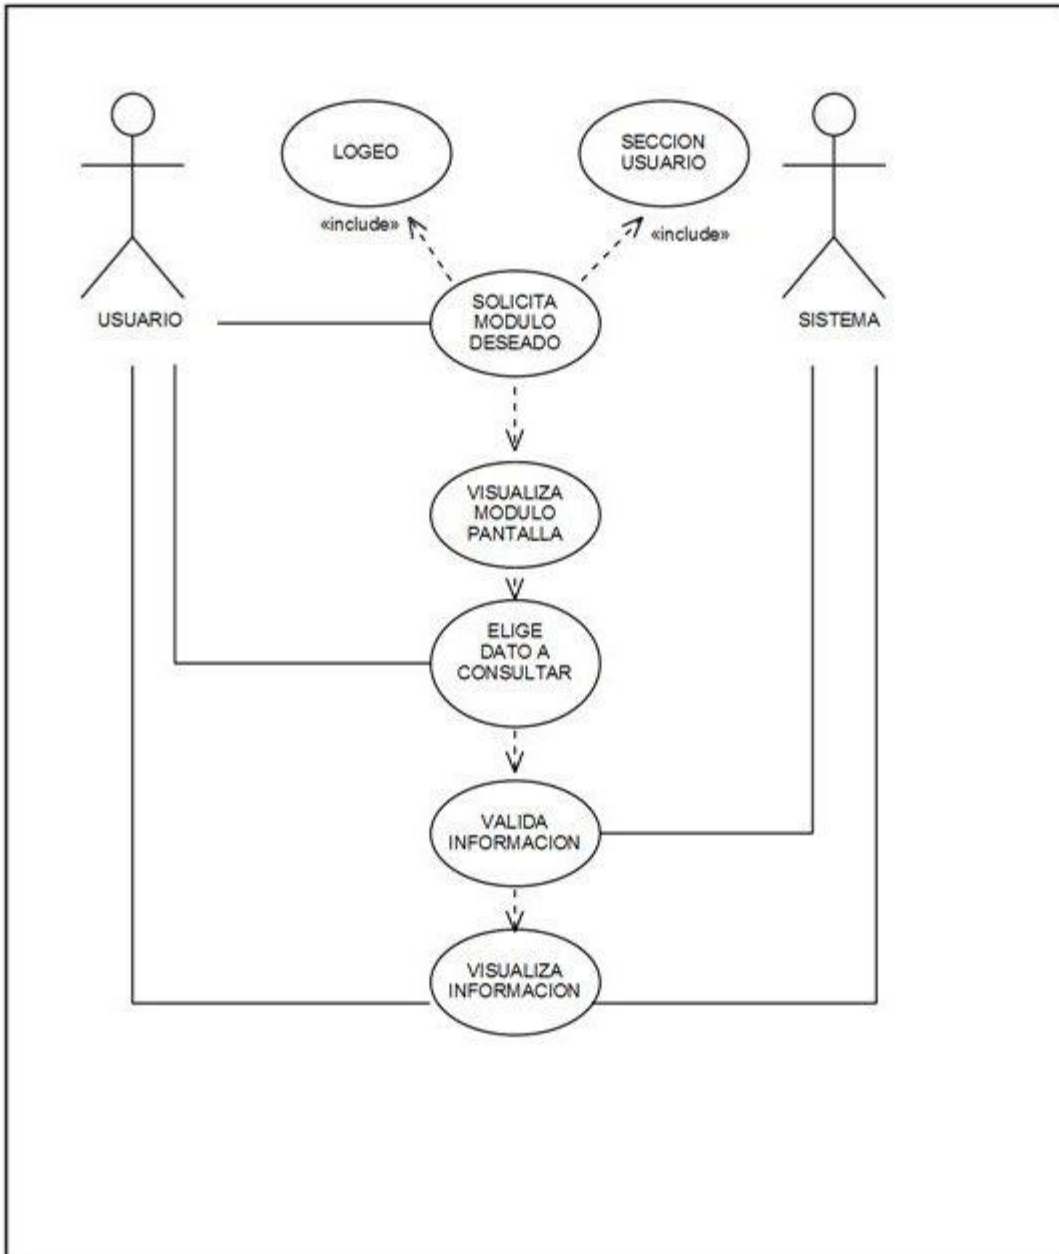 LOGEO
SECCION
USUARIO
«include»
«include»
USUARIO
SOLICITA
MODULO
DESEADO
SISTEMA
VISUALIZA
MODULO
PANTALLA
ELIGE
DATO A
CONSULTAR
VALIDA
INFORMACION
VISUALIZA
INFORMACION